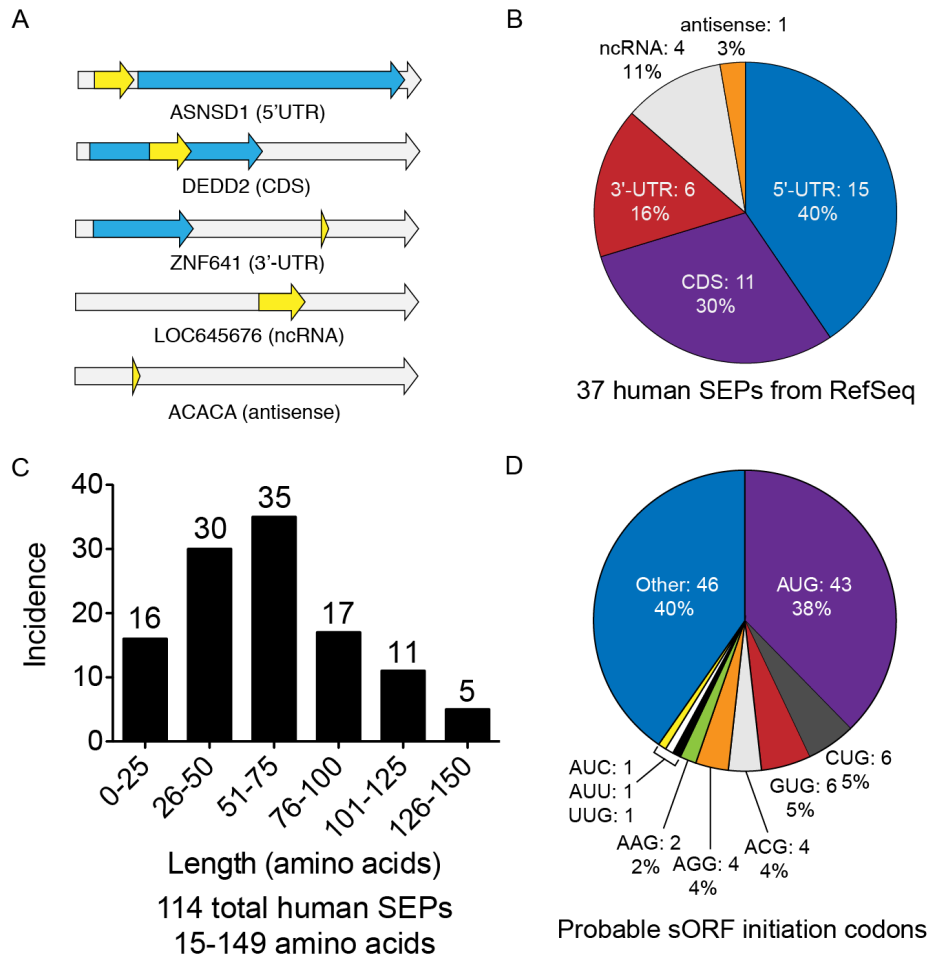 A
ASNSD1 (5’UTR)
DEDD2 (CDS)
ZNF641 (3’-UTR)
LOC645676 (ncRNA)
ACACA (antisense)
B
antisense: 1
3%
ncRNA: 4
11%
3'-UTR: 6
16%
5'-UTR: 15
40%
CDS: 11
30%
37 human SEPs from RefSeq
C
Incidence
40
30
20
10
0
16
30
35
17
11
5
0-25
26-50
51-75
76-100
101-125
126-150
Length (amino acids)
114 total human SEPs
15-149 amino acids
D
Other: 46
40%
AUG: 43
38%
CUG: 6
5%
GUG: 6
5%
ACG: 4
4%
AGG: 4
4%
AAG: 2
2%
AUC: 1
AUU: 1
UUG: 1
Probable sORF initiation codons